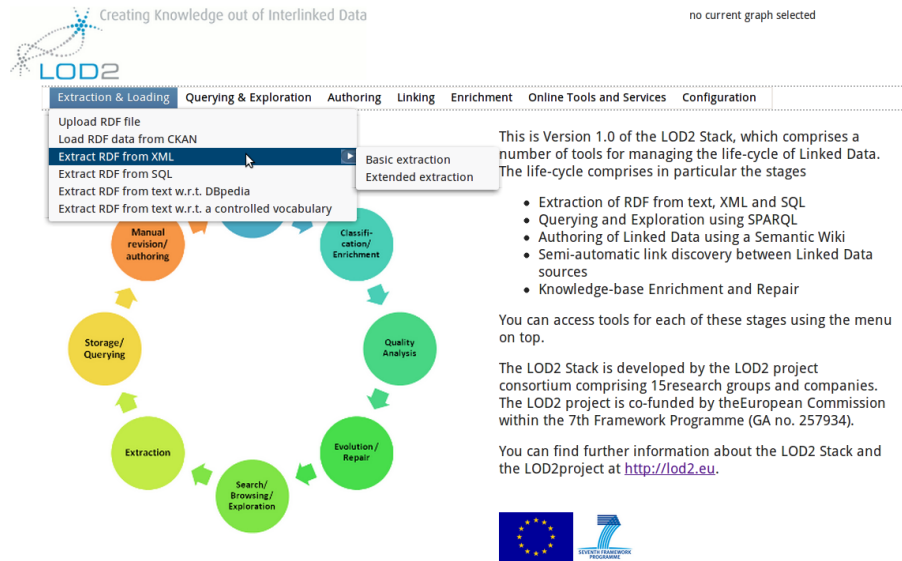 Creating Knowledge out of Interlinked Data
no current graph selected
LOD2
Extraction & Loading Querying & Exploration Authoring Linking Enrichment Online Tools and Services Configuration
Upload RDF file
Load RDF data from CKAN
Extract RDF from XML
Extract RDF from SQL
Extract RDF from text w.r.t. DBpedia
Extract RDF from text w.r.t. a controlled vocabulary
Basic extraction
Extended extraction
Manual
revision/
authoring
Classifi-
cation/
Enrichment
Quality
Analysis
Evolution /
Repair
Search/
Browsing/
Exploration
Extraction
Storage/
Querying
This is Version 1.0 of the LOD2 Stack, which comprises a
number of tools for managing the life-cycle of Linked Data.
The life-cycle comprises in particular the stages
• Extraction of RDF from text, XML and SQL
• Querying and Exploration using SPARQL
• Authoring of Linked Data using a Semantic Wiki
• Semi-automatic link discovery between Linked Data
sources
• Knowledge-base Enrichment and Repair
You can access tools for each of these stages using the menu
on top.
The LOD2 Stack is developed by the LOD2 project
consortium comprising 15research groups and companies.
The LOD2 project is co-funded by theEuropean Commission
within the 7th Framework Programme (GA no. 257934).
You can find further information about the LOD2 Stack and
the LOD2project at http://lod2.eu.
SEVENTH FRAMEWORK
PROGRAMME